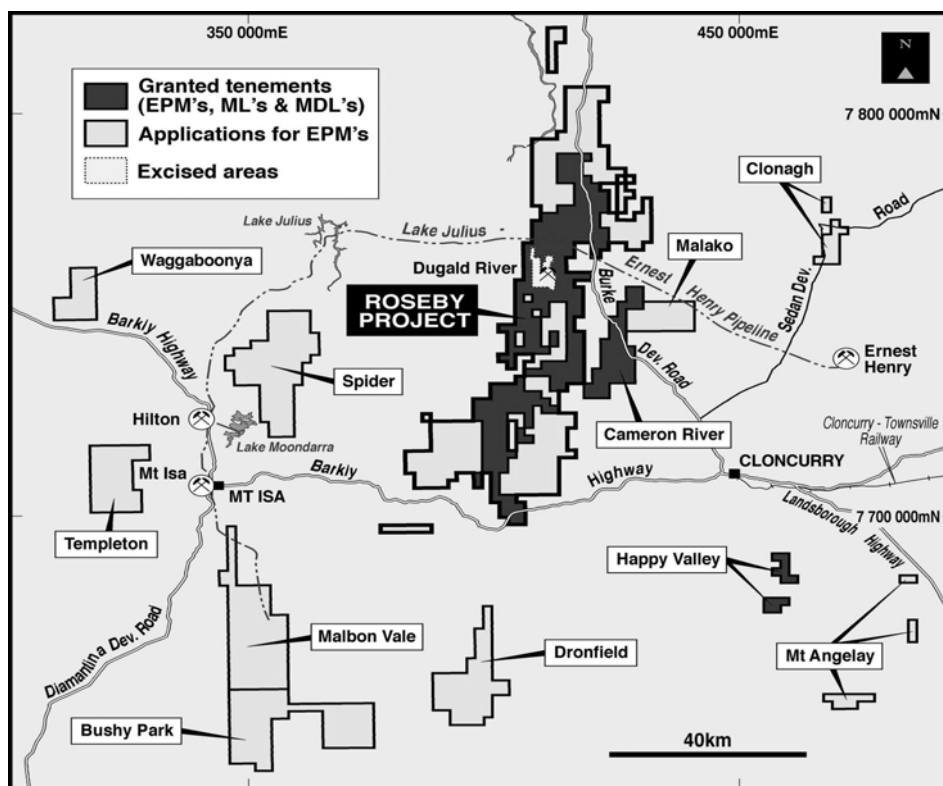 350 000mE
450 000mE
N
Granted tenements
(EPM's, ML's & MDL's)
Applications for EPM's
Excised areas
7 800 000mN
Clonagh
Road
Lake Julius
Lake Julius
Malako
Waggaboonya
Dugald River
Ernest
Henry Pipeline
Burke
Dev. Road
Sedan Dev.
ROSEBY
PROJECT
Barkiy Highway
Spider
Ernest
Henry
Hilton
Lake Moondarra
Cameron River
Cloncurry - Townsville
Railway
Mt Isa
MT ISA
Barkiy
Highway
CLONCURRY
Templeton
Landsborough
Highway
7 700 000mN
Happy Valley
Diamantina Dev. Road
Malbon Vale
Dronfield
Mt Angelay
Bushy Park
40km